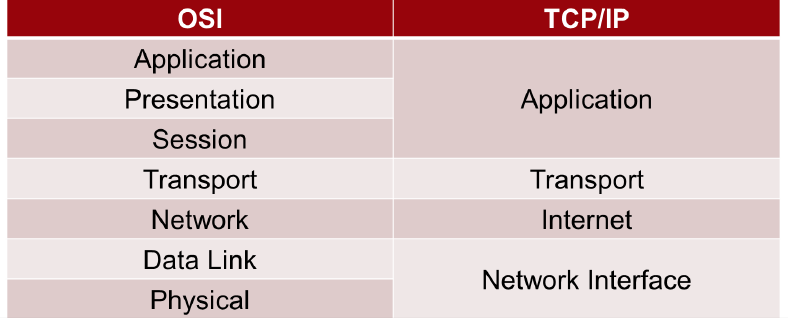 OSI TCP/IP
Application
Presentation Application
Session
Transport Transport
Network Internet
Data Link
Network Interface
Physical